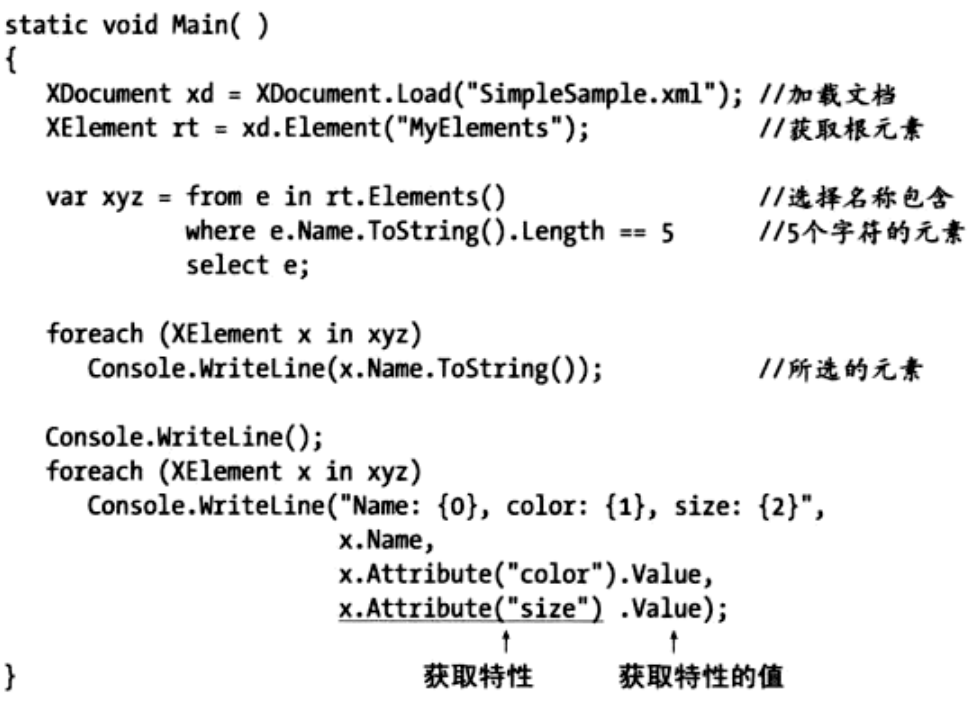 static void Main( )
{
XDocument xd = XDocument.Load("SimpleSample.xml"); //加载文档
XElement rt = xd.Element("MyElements"); //获取根元素
var xyz = from e in rt.Elements() //选择名称包含
where e.Name.ToString().Length == 5 //5个字符的元素
select e;
foreach (XElement x in xyz)
Console.WriteLine(x.Name.ToString()); //所选的元素
Console.WriteLine();
foreach (XElement x in xyz)
Console.WriteLine("Name: {0}, color: {1}, size: {2}",
x.Name,
x.Attribute("color").Value,
x.Attribute("size") .Value);
获取特性 获取特性的值
}